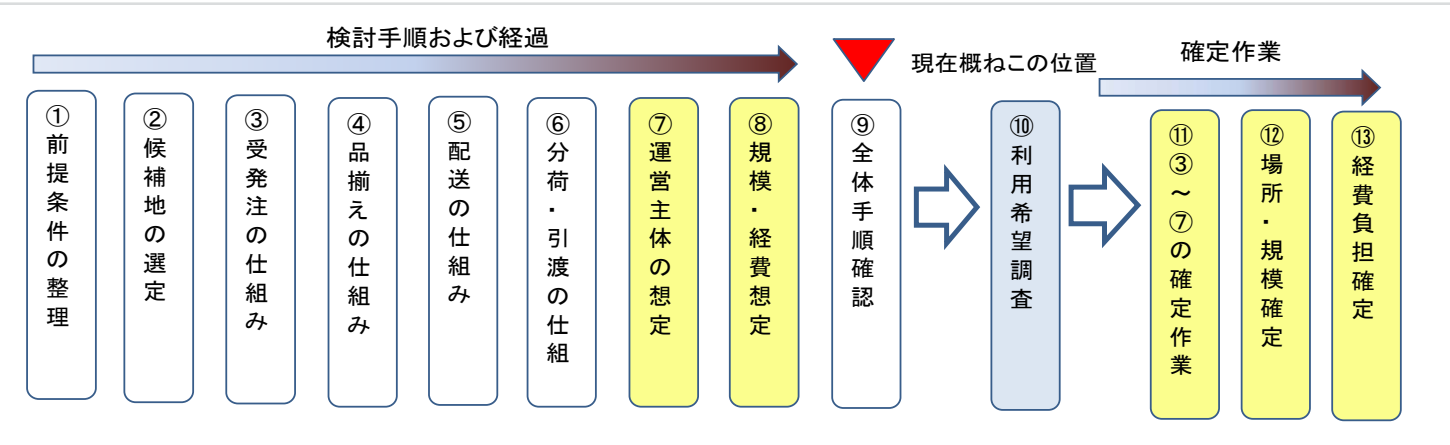 検討手順および経過
現在概ねこの位置
確定作業
①前提条件の整理
②候補地の選定
③受発注の仕組み
④品揃えの仕組み
⑤配送の仕組み
⑥分荷・引渡の仕組
⑦運営主体の想定
⑧規模・経費想定
⑨全体手順確認
⑩利用希望調査
⑪③～⑦の確定作業
⑫場所・規模確定
⑬経費負担確定